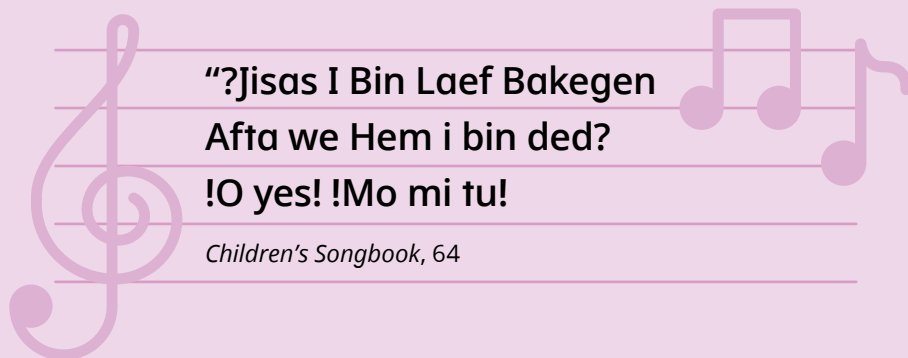 “?Jisas I Bin Laef Bakegen
Afta we Hem i bin ded?
!O yes! !Mo mi tu!
Children’s Songbook, 64